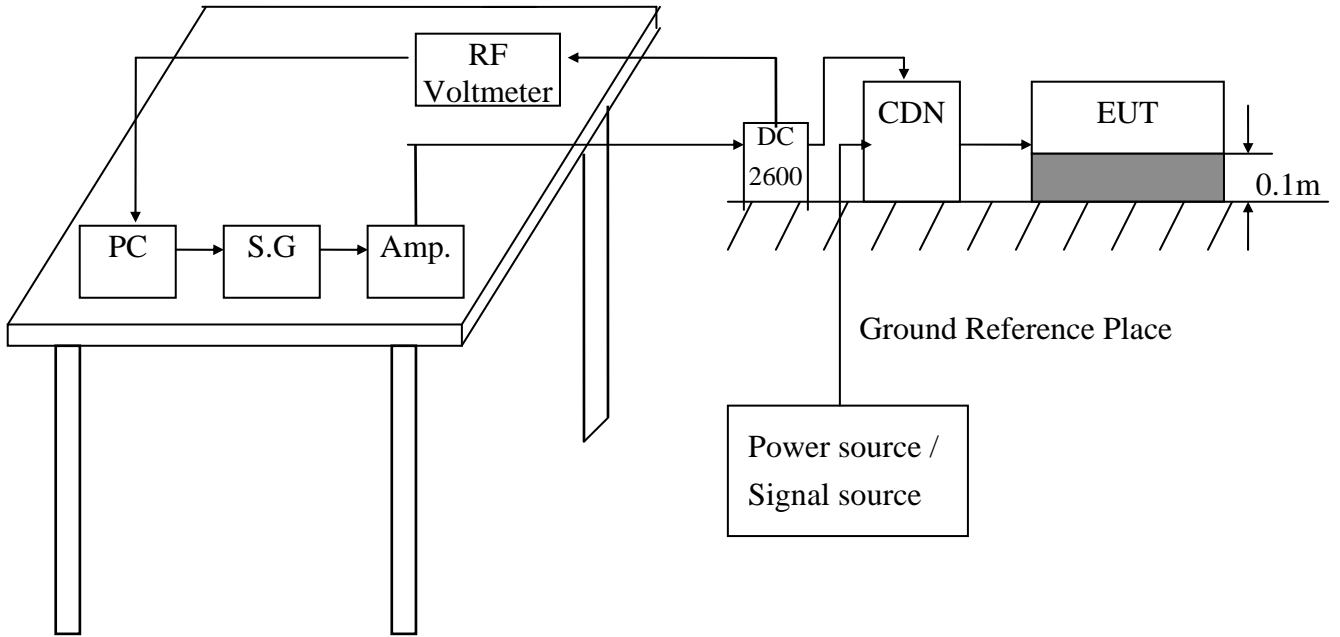 RF
Voltmeter
DC
2600
CDN
EUT
0.1m
PC
S.G
Amp.
Ground Reference Place
Power source /
Signal source